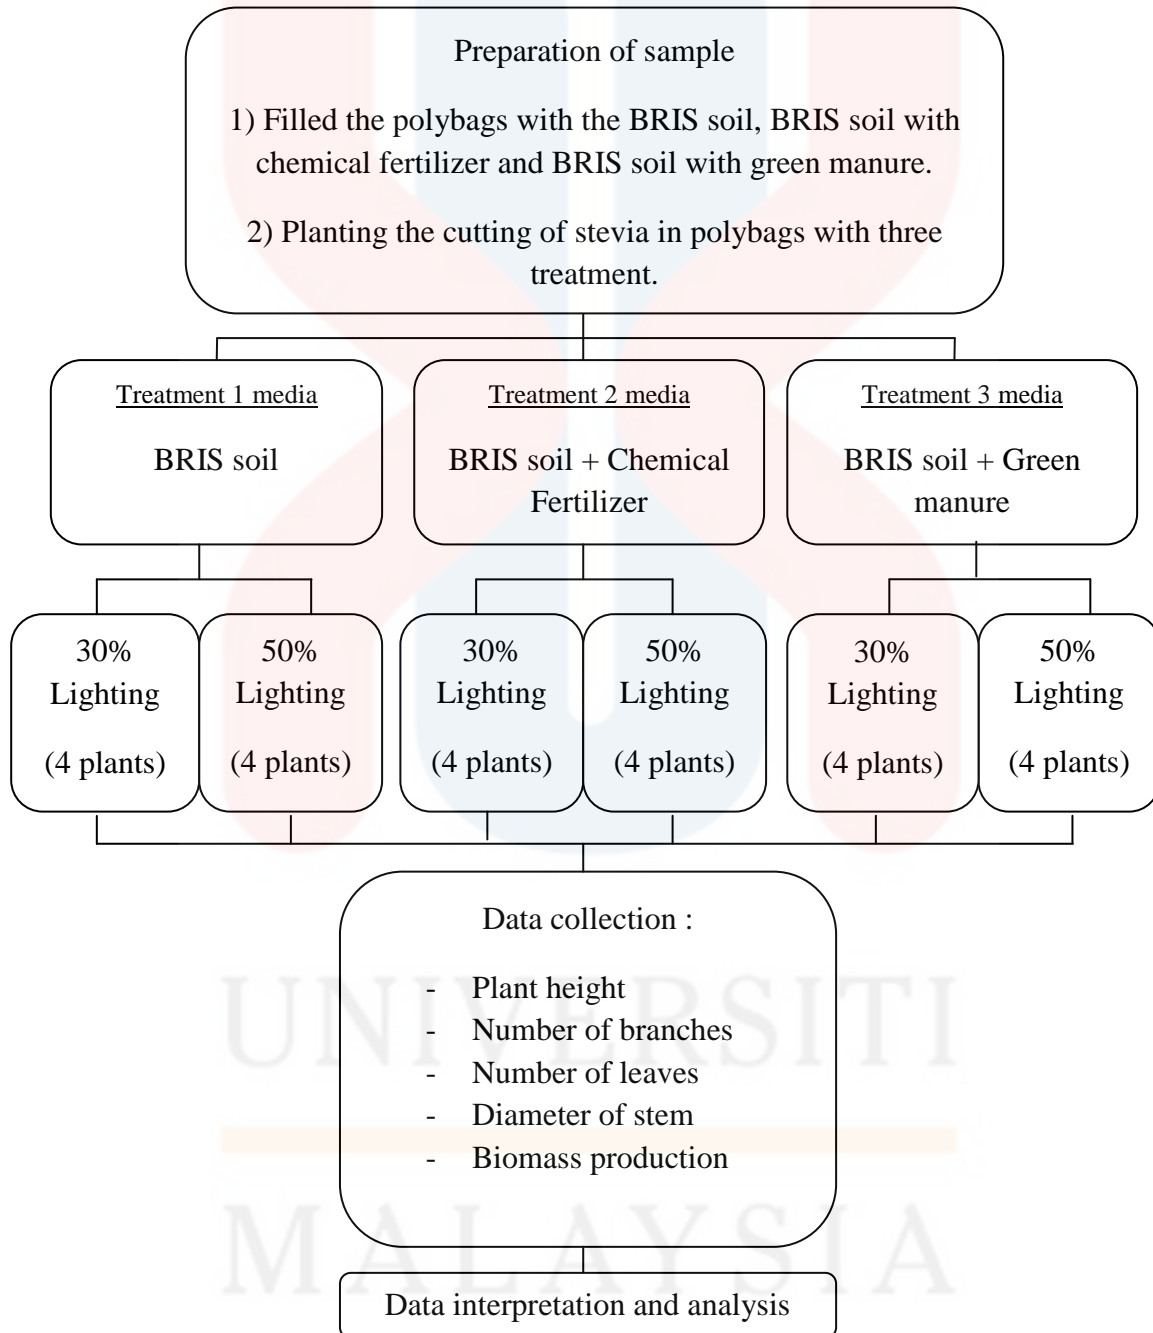 Preparation of sample
1) Filled the polybags with the BRIS soil, BRIS soil with
chemical fertilizer and BRIS soil with green manure.
2) Planting the cutting of stevia in polybags with three
treatment.
Treatment 1 media
BRIS soil
Treatment 2 media
BRIS soil + Chemical
Fertilizer
Treatment 3 media
BRIS soil + Green
manure
30%
Lighting
(4 plants)
50%
Lighting
(4 plants)
30%
Lighting
(4 plants)
50%
Lighting
(4 plants)
30%
Lighting
(4 plants)
50%
Lighting
(4 plants)
Data collection :
- Plant height
- Number of branches
- Number of leaves
- Diameter of stem
- Biomass production
UNIVERSITI
MALAYSIA
Data interpretation and analysis